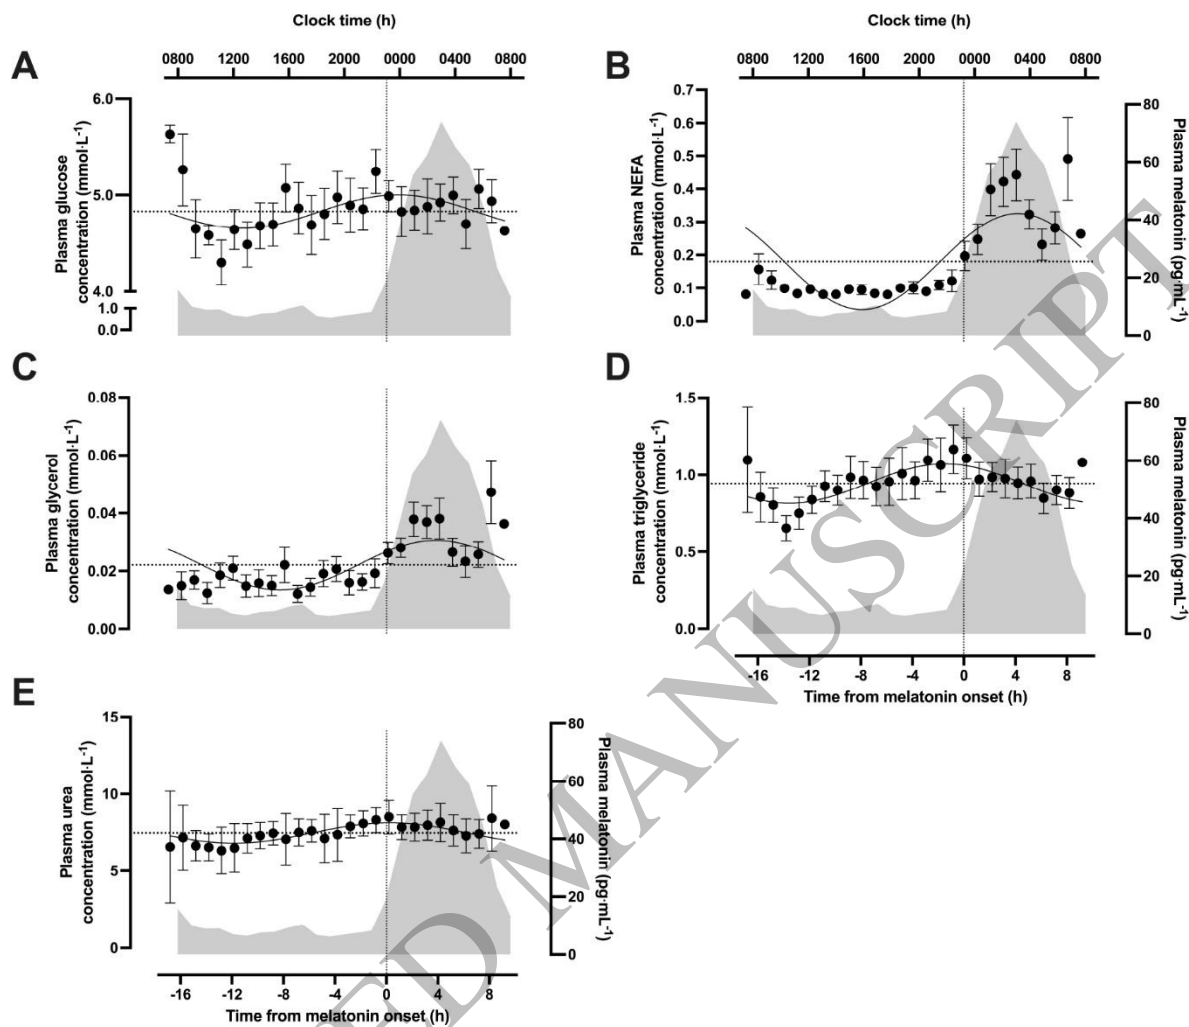 Clock time (h)
Clock time (h)
A
0800 1200 1600 2000 0000 0400 0800
B
0800 1200 1600 2000 0000 0400 0800
Plasma glucose
concentration (mmol·L-1)
6.0
5.0
4.0
1.0
0.0
Plasma NEFA
concentration (mmol·L-1)
0.7
0.6
0.5
0.4
0.3
0.2
0.1
0.0
80
60
40
20
0
Plasma melatonin
(pg·mL-1)
C
Plasma glycerol
concentration (mmol·L-1)
0.08
0.06
0.04
0.02
0.00
D
Plasma triglyceride
concentration (mmol·L-1)
1.5
1.0
0.5
0.0
80
60
40
20
0
Plasma melatonin
(pg·mL-1)
-16 -12 -8 -4 0 4 8
Time from melatonin onset (h)
E
Plasma urea
concentration (mmol·L-1)
15
10
5
0
80
60
40
20
0
Plasma melatonin
(pg·mL-1)
-16 -12 -8 -4 0 4 8
Time from melatonin onset (h)
ED MANUSCRIPT